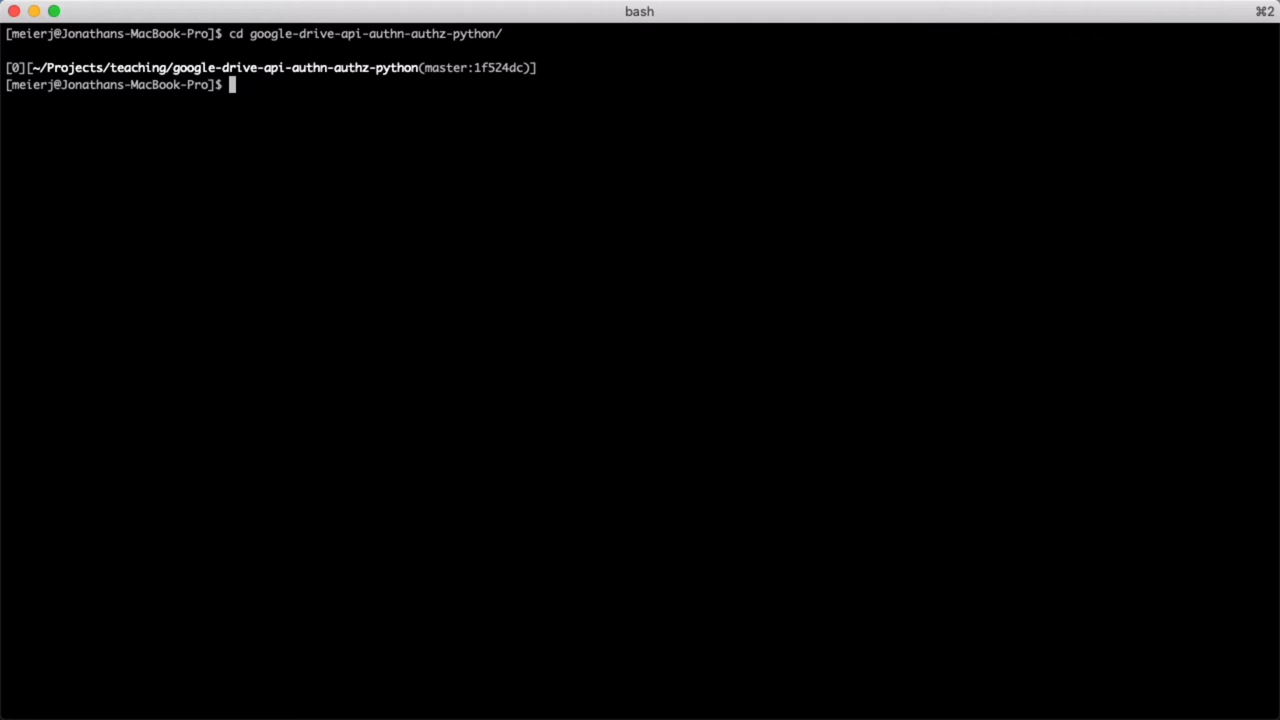 bash
⌘2
[meierj@Jonathans-MacBook-Pro]$ cd google-drive-api-authn-authz-python/
[0][~/Projects/teaching/google-drive-api-authn-authz-python(master:1f524dc)]
[meierj@Jonathans-MacBook-Pro]$